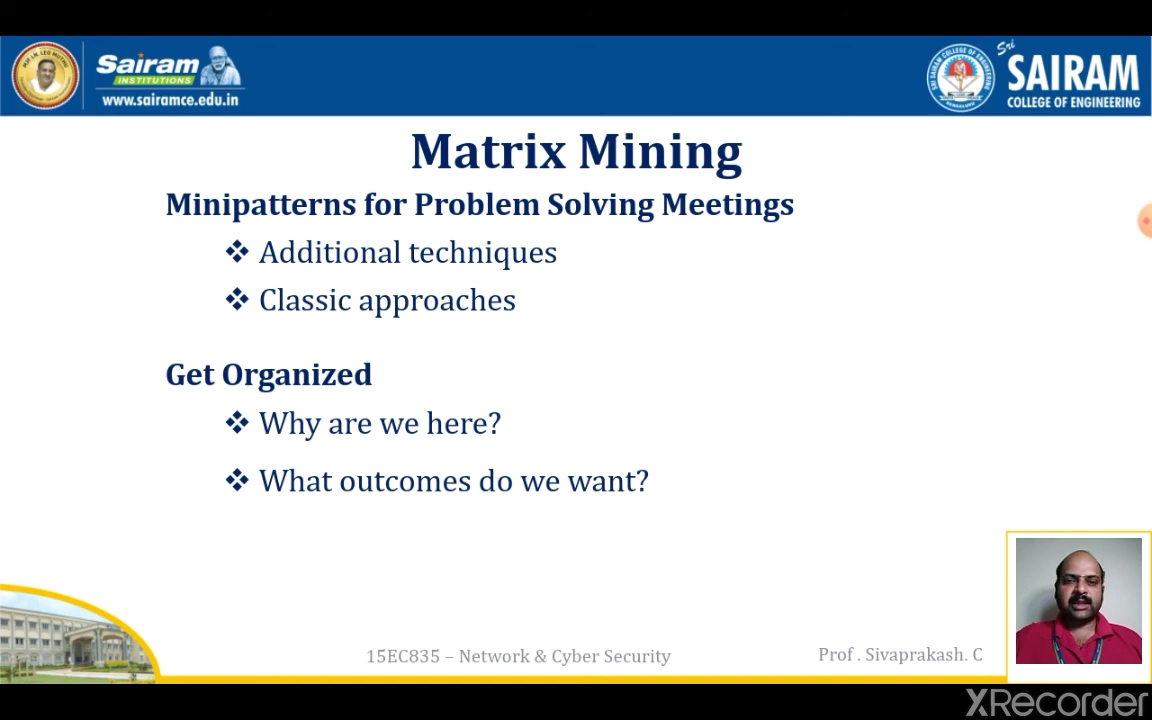 Sairam
INSTITUTIONS
www.sairamce.edu.in
Sri
SAIRAM
COLLEGE OF ENGINEERING
Matrix Mining
Minipatterns for Problem Solving Meetings
❖ Additional techniques
❖ Classic approaches
Get Organized
❖ Why are we here?
❖ What outcomes do we want?
15EC835 – Network & Cyber Security
Prof . Sivaprakash. C
XRecorder